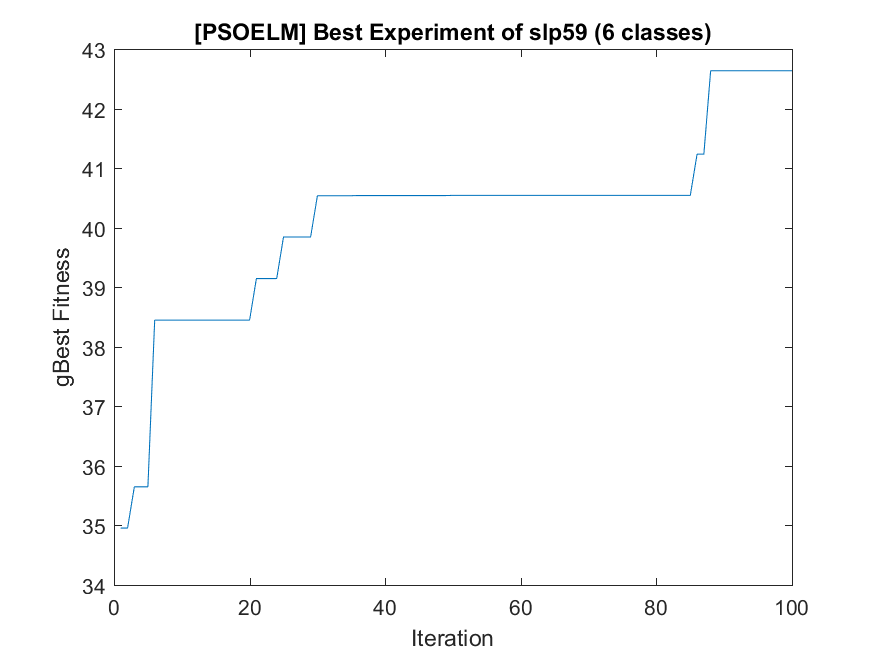 [PSOELM] Best Experiment of slp59 (6 classes)
43
42
41
40
39
38
37
36
35
34
gBest Fitness
0 20 40 60 80 100
Iteration